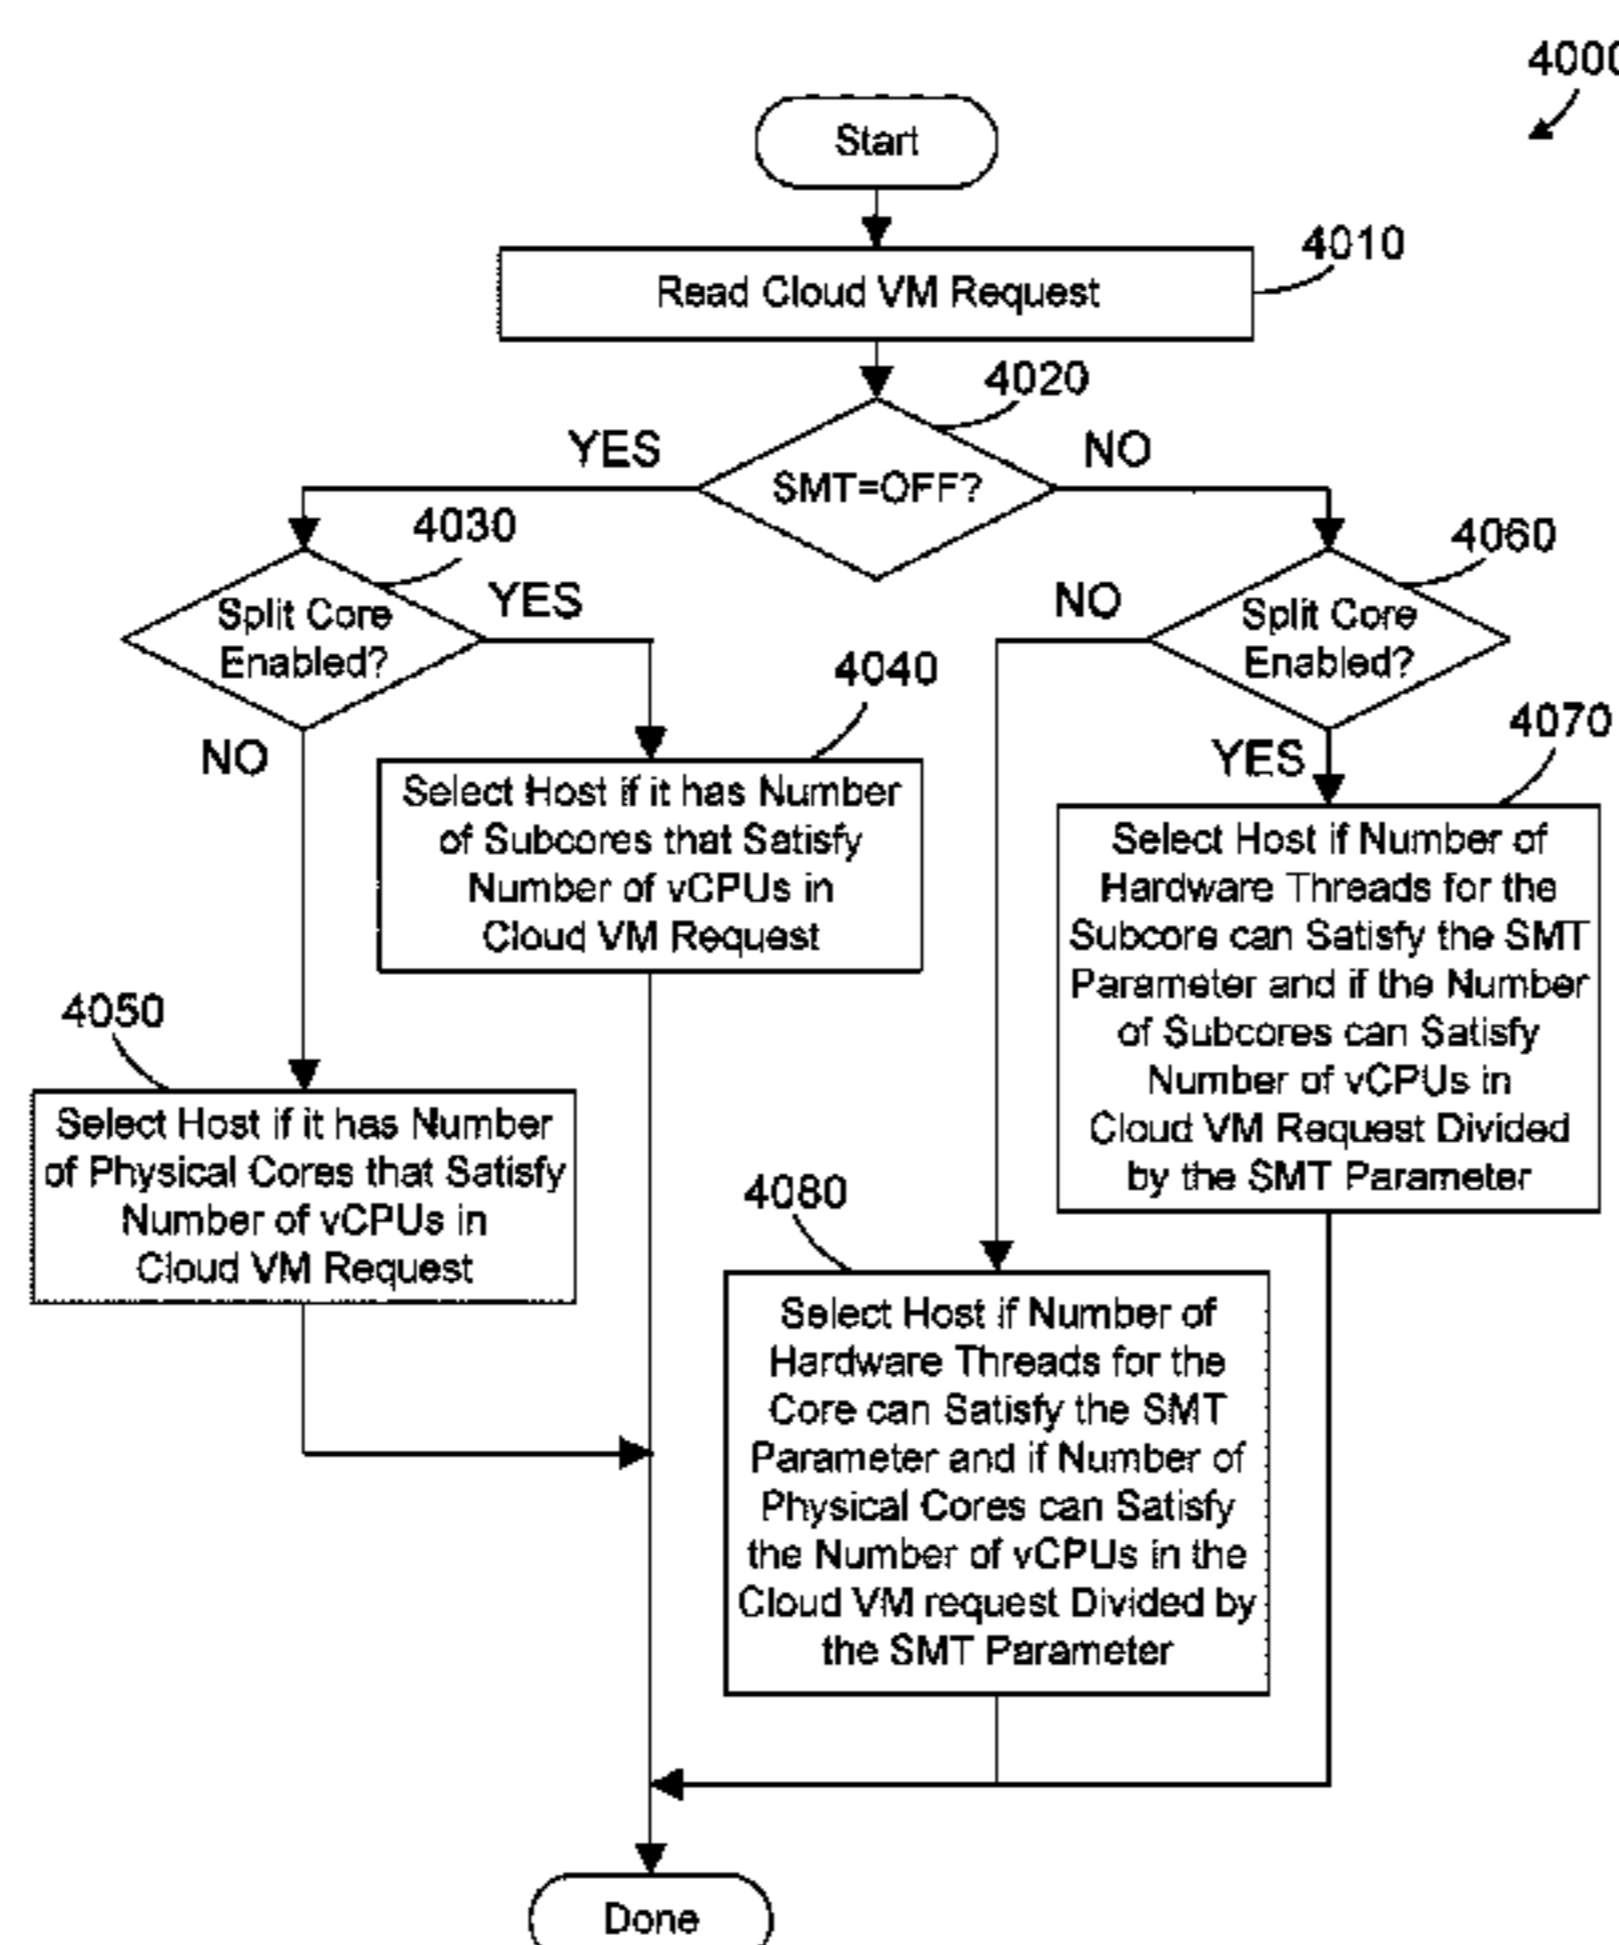 4000
Start
4010
Read Cloud VM Request
4020
YES
NO
SMT=OFF?
4030
4060
YES
NO
Split Core
Enabled?
Split Core
Enabled?
4040
4070
NO
YES
Select Host if it has Number
of Subcores that Satisfy
Number of vCPUs in
Cloud VM Request
Select Host if Number of
Hardware Threads for the
Subcore can Satisfy the SMT
Parameter and if the Number
of Subcores can Satisfy
Number of vCPUs in
Cloud VM Request Divided
by the SMT Parameter
4050
Select Host if it has Number
of Physical Cores that Satisfy
Number of vCPUs in
Cloud VM Request
4080
Select Host if Number of
Hardware Threads for the
Core can Satisfy the SMT
Parameter and if Number of
Physical Cores can Satisfy
the Number of vCPUs in the
Cloud VM request Divided by
the SMT Parameter
Done